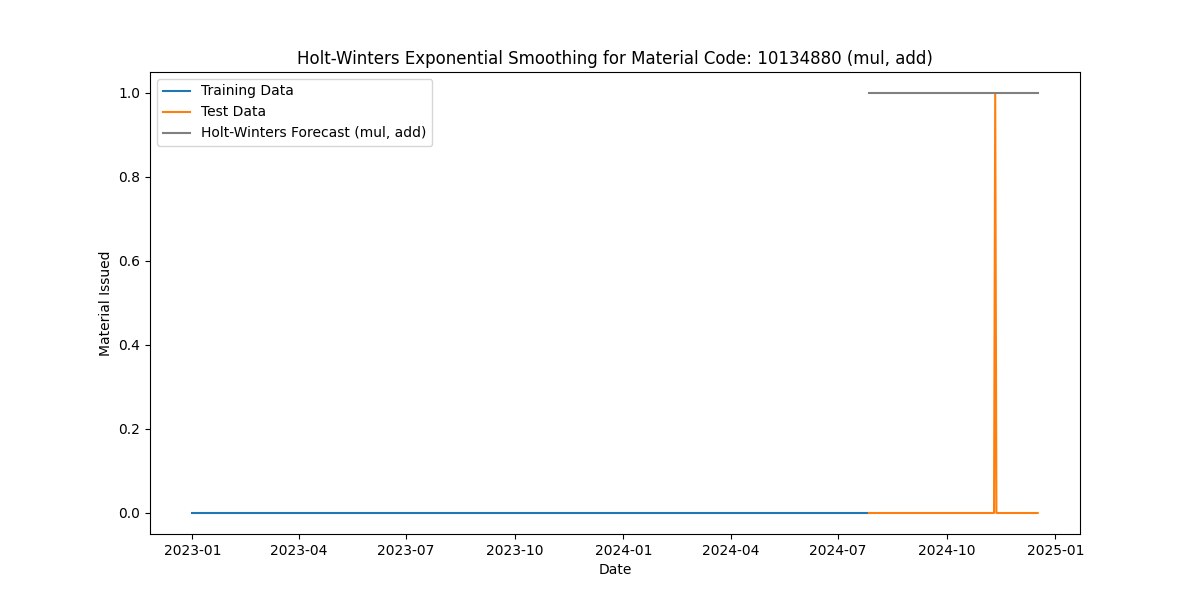 Holt-Winters Exponential Smoothing for Material Code: 10134880 (mul, add)
Training Data
Test Data
Holt-Winters Forecast (mul, add)
1.0
0.8
0.6
0.4
0.2
0.0
Material Issued
2023-01 2023-04 2023-07 2023-10 2024-01 2024-04 2024-07 2024-10 2025-01
Date